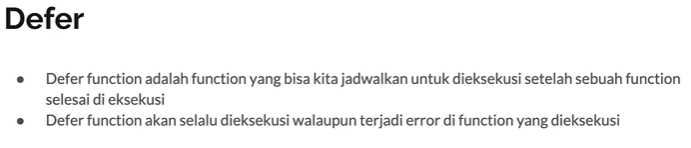 Defer
● Defer function adalah function yang bisa kita jadwalkan untuk dieksekusi setelah sebuah function
selesai di eksekusi
● Defer function akan selalu dieksekusi walaupun terjadi error di function yang dieksekusi